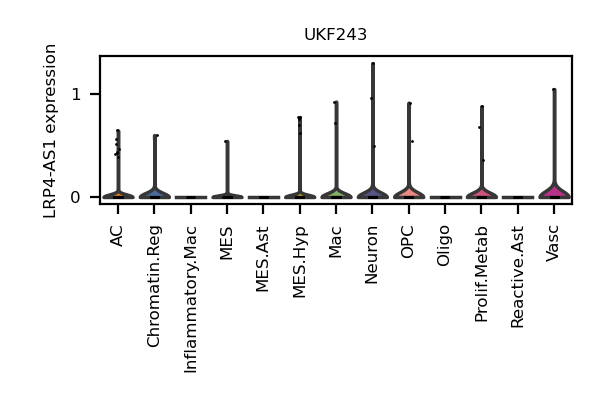 UKF243
LRP4-AS1 expression
1
0
AC
Chromatin.Reg
Inflammatory.Mac
MES
MES.Ast
MES.Hyp
Mac
Neuron
OPC
Oligo
Prolif.Metab
Reactive.Ast
Vasc